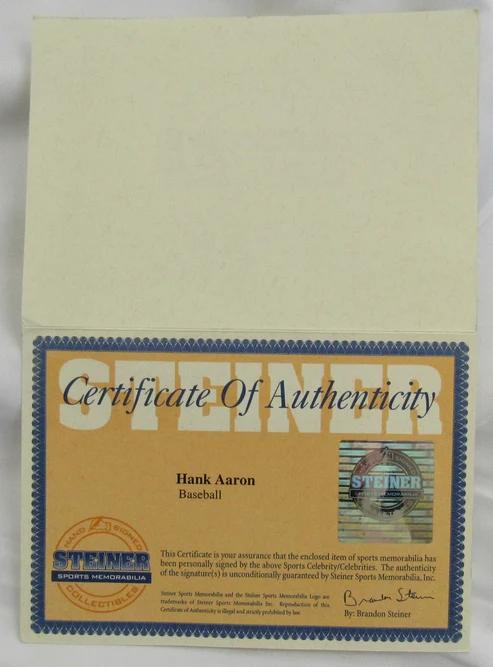 STEINER
Certificate Of Authenticity
Hank Aaron
Baseball
STEINER
SPORTS MEMORABILIA
HAND SIGNED
STEINER
SPORTS MEMORABILIA
COLLECTIBLES
This Certificate is your assurance that the enclosed item of sports memorabilia has
been personally signed by the above Sports Celebrity/Celebrities. The authenticity
of the signature(s) is unconditionally guaranteed by Steiner Sports Memorabilia, Inc.
Steiner Sports Memorabilia and the Steiner Sports Memorabilia Logo are
trademarks of Steiner Sports Memorabilia Inc. Reproduction of this
Certificate of Authenticity is illegal and strictly prohibited by law.
Brandon Steiner
By: Brandon Steiner